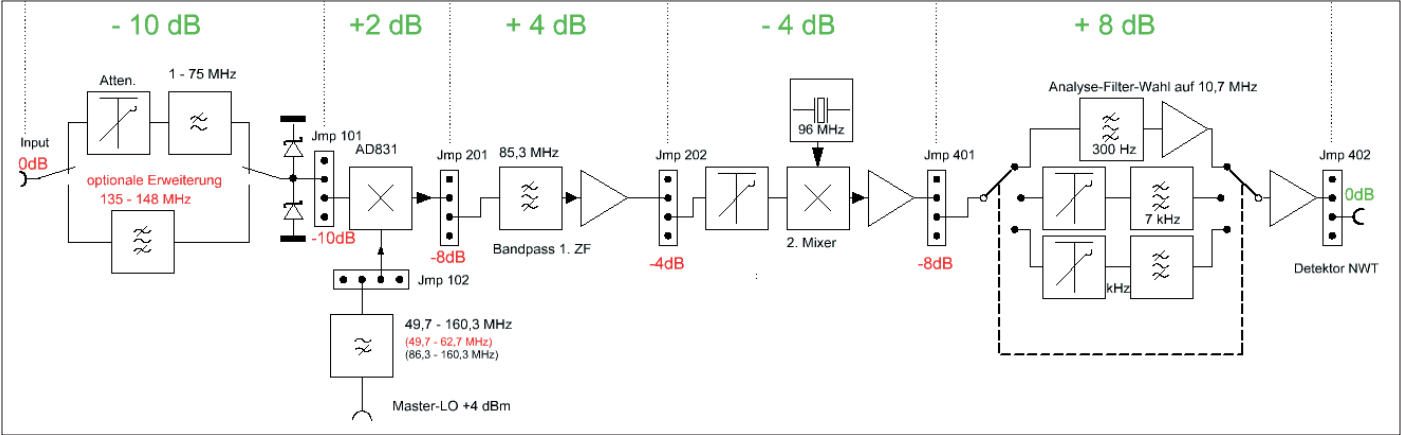 - 10 dB
+2 dB
+ 4 dB
- 4 dB
+ 8 dB
Atten.
1 - 75 MHz
Input
0dB
optionale Erweiterung
135 - 148 MHz
Jmp 101
-10dB
AD831
Jmp 201
-8dB
Jmp 102
49,7 - 160,3 MHz
(49,7 - 62,7 MHz)
(86,3 - 160,3 MHz)
Master-LO +4 dBm
85,3 MHz
Bandpass 1. ZF
Jmp 202
-4dB
96 MHz
2. Mixer
:
Jmp 401
-8dB
Analyse-Filter-Wahl auf 10,7 MHz
300 Hz
7 kHz
kHz
Jmp 402
0dB
Detektor NWT